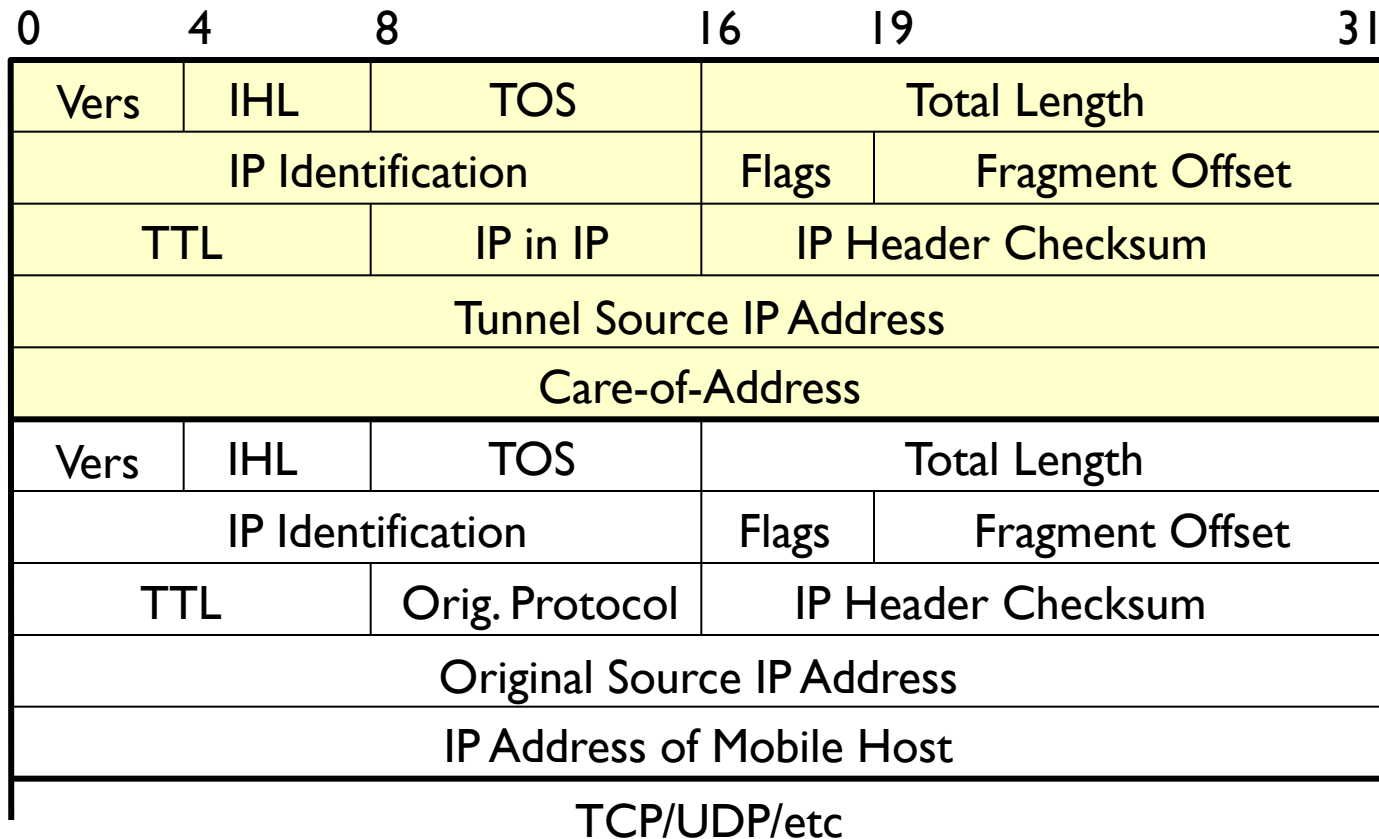 0 4 8 16 19 31
Vers IHL TOS Total Length
IP Identification Flags Fragment Offset
TTL IP in IP IP Header Checksum
Tunnel Source IP Address
Care-of-Address
Vers IHL TOS Total Length
IP Identification Flags Fragment Offset
TTL Orig. Protocol IP Header Checksum
Original Source IP Address
IP Address of Mobile Host
TCP/UDP/etc